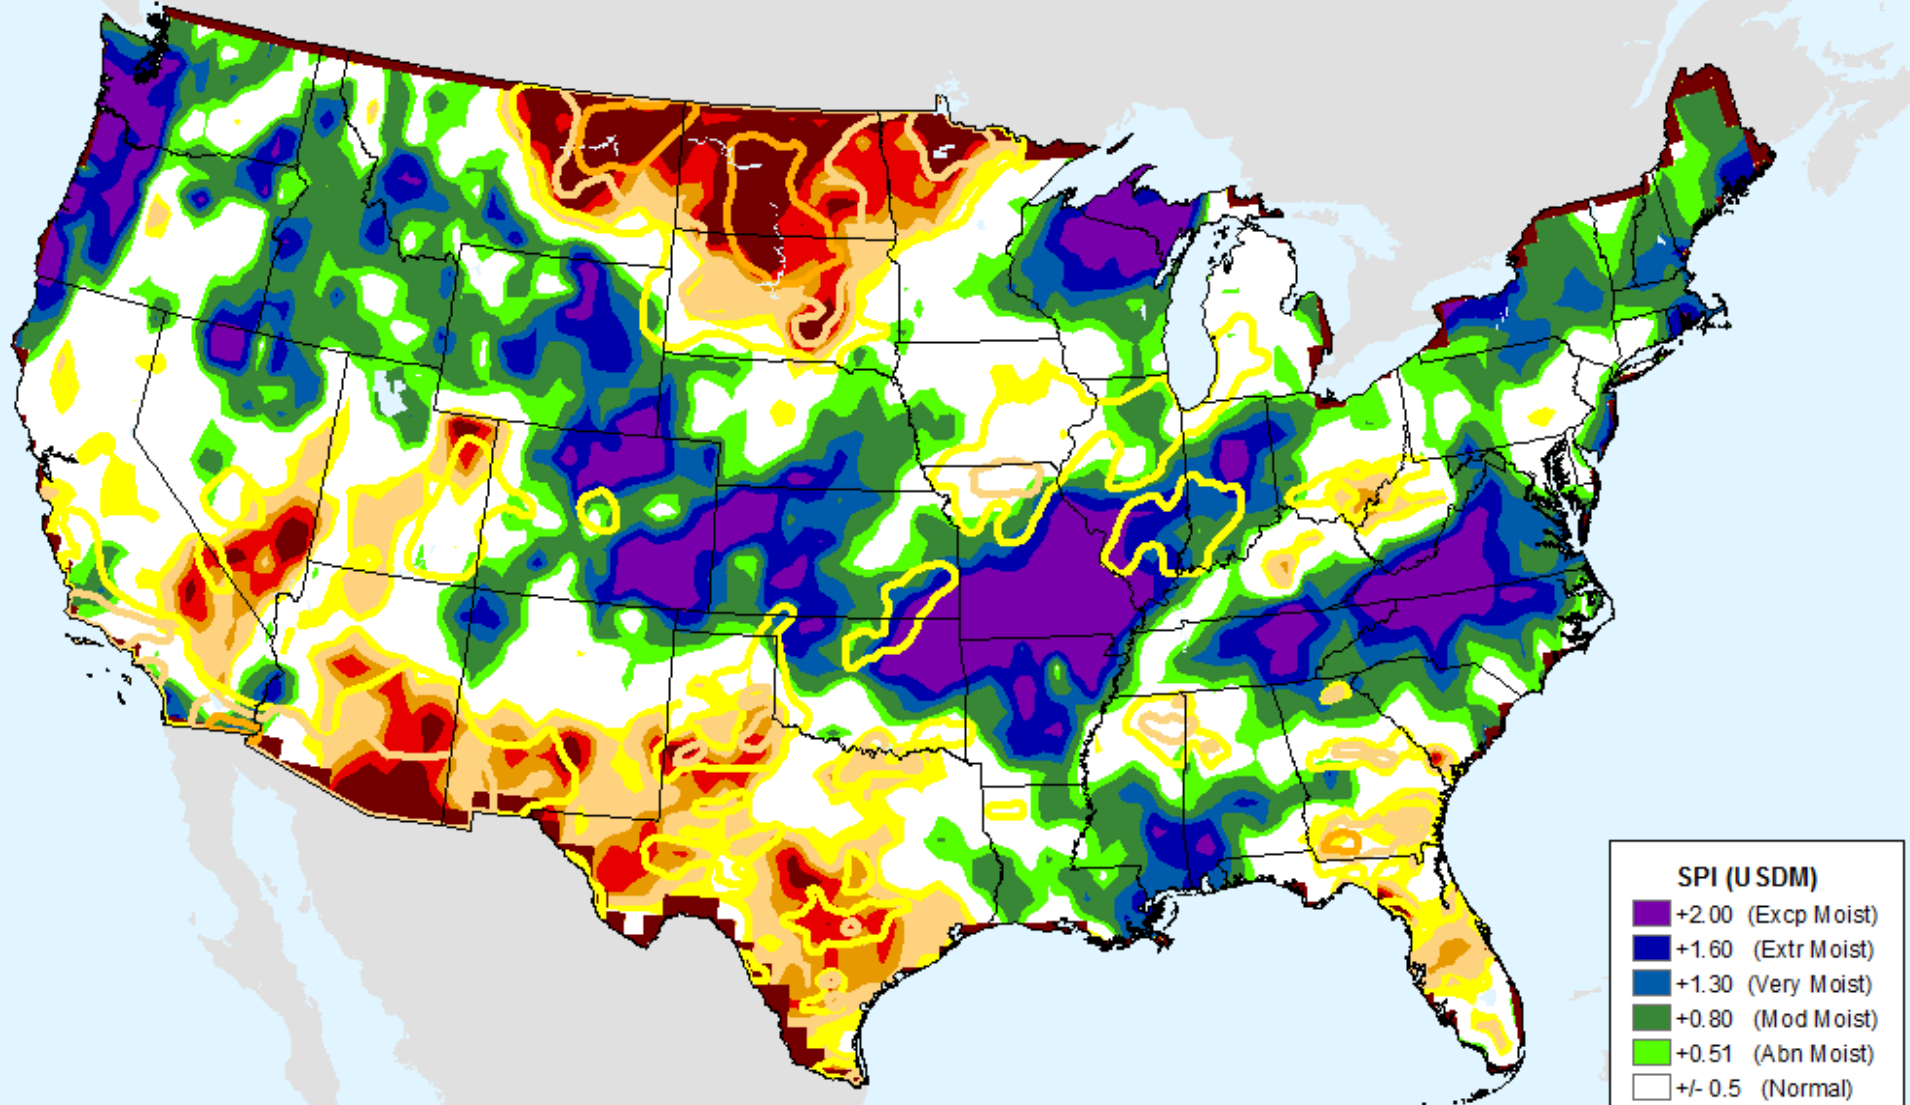 SPI (USDM)
+2.00 (Excp Moist)
+1.60 (Extr Moist)
+1.30 (Very Moist)
+0.80 (Mod Moist)
+0.51 (Abn Moist)
+/- 0.5 (Normal)